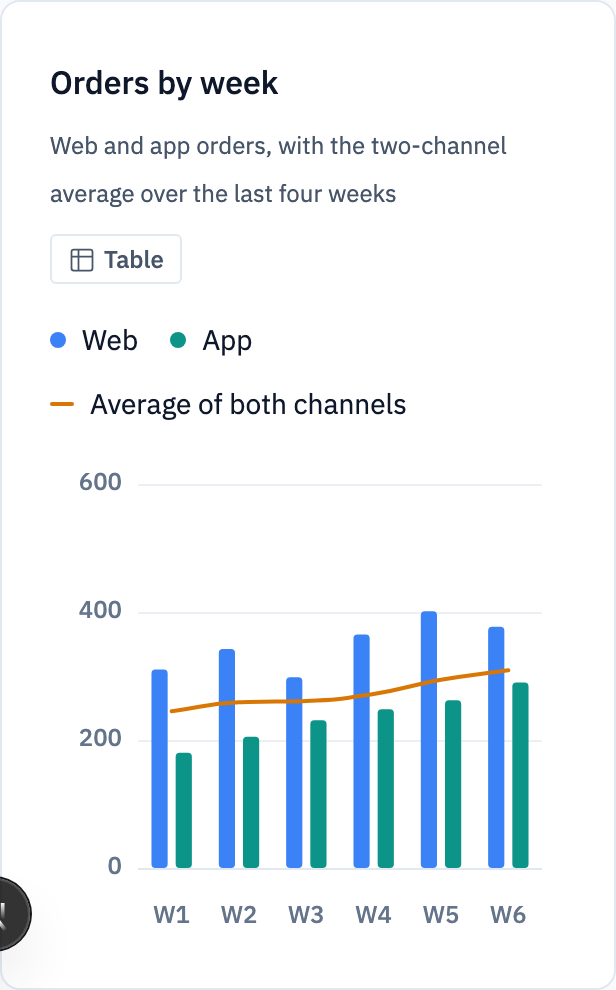 Orders by week
Web and app orders, with the two-channel
average over the last four weeks
Table
Web App
Average of both channels
600
400
200
0
W1 W2 W3 W4 W5 W6